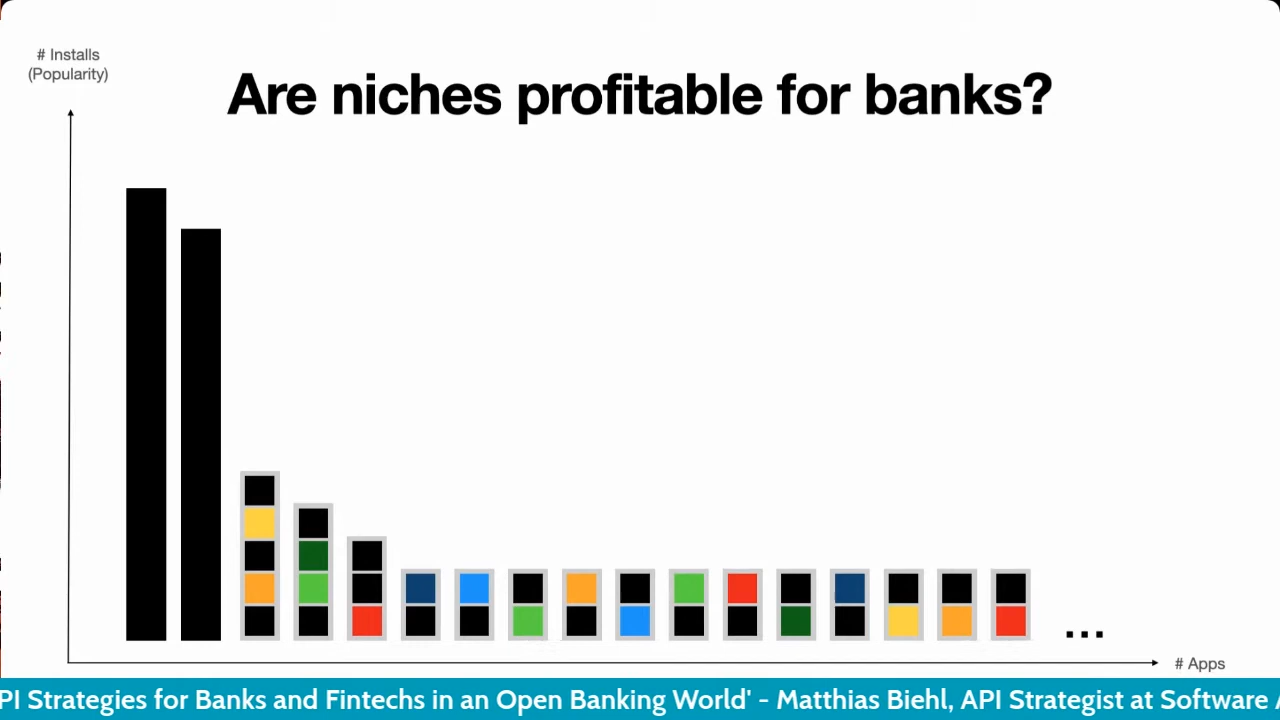 # Installs
(Popularity)
Are niches profitable for banks?
...
# Apps
PI Strategies for Banks and Fintechs in an Open Banking World' - Matthias Biehl, API Strategist at Software A